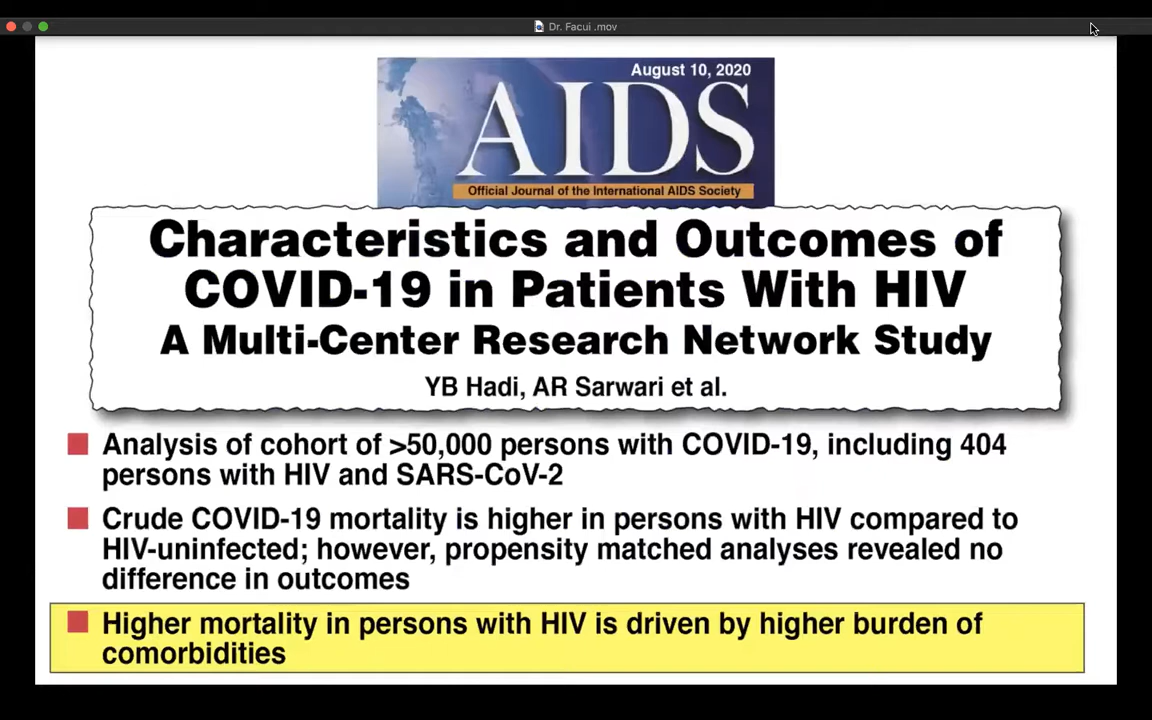 Dr. Facui .mov
August 10, 2020
AIDS
Official Journal of the International AIDS Society
Characteristics and Outcomes of
COVID-19 in Patients With HIV
A Multi-Center Research Network Study
YB Hadi, AR Sarwari et al.
Analysis of cohort of >50,000 persons with COVID-19, including 404
persons with HIV and SARS-CoV-2
Crude COVID-19 mortality is higher in persons with HIV compared to
HIV-uninfected; however, propensity matched analyses revealed no
difference in outcomes
Higher mortality in persons with HIV is driven by higher burden of
comorbidities